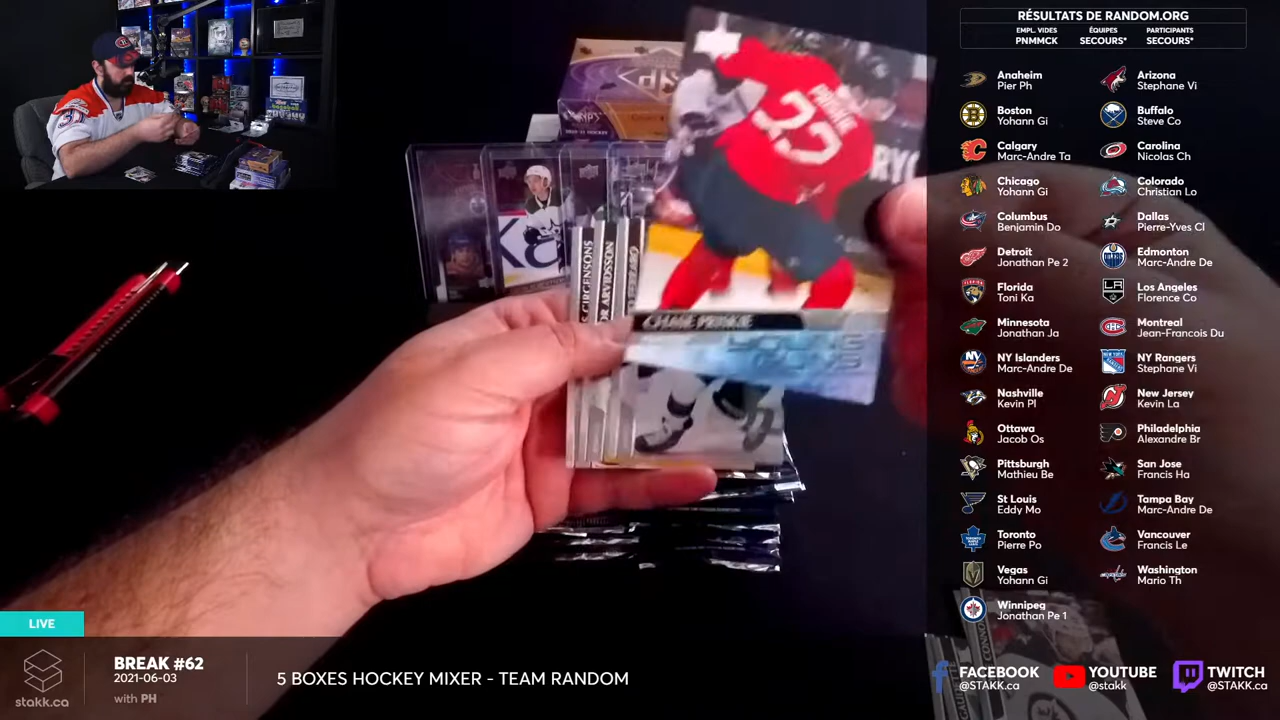 RÉSULTATS DE RANDOM.ORG
EMPL. VIDES ÉQUIPES PARTICIPANTS
PNMMCK SECOURS* SECOURS*
Anaheim
Pier Ph
Arizona
Stephane Vi
Boston
Yohann Gi
Buffalo
Steve Co
Calgary
Marc-Andre Ta
Carolina
Nicolas Ch
Chicago
Yohann Gi
Colorado
Christian Lo
Columbus
Benjamin Do
Dallas
Pierre-Yves Cl
Detroit
Jonathan Pe 2
Edmonton
Marc-Andre De
Florida
Toni Ka
Los Angeles
Florence Co
Minnesota
Jonathan Ja
Montreal
Jean-Francois Du
NY Islanders
Marc-Andre De
NY Rangers
Stephane Vi
Nashville
Kevin Pl
New Jersey
Kevin La
Ottawa
Jacob Os
Philadelphia
Alexandre Br
Pittsburgh
Mathieu Be
San Jose
Francis Ha
St Louis
Eddy Mo
Tampa Bay
Marc-Andre De
Toronto
Pierre Po
Vancouver
Francis Le
Vegas
Yohann Gi
Washington
Mario Th
Winnipeg
Jonathan Pe 1
31
PRISKIE
22
GIRGENSONS
ARVIDSSON
CHASE PRISKIE
LIVE
stakk.ca
BREAK #62
2021-06-03
with PH
5 BOXES HOCKEY MIXER - TEAM RANDOM
FACEBOOK
@STAKK.ca
YOUTUBE
@stakk
TWITCH
@STAKK.ca